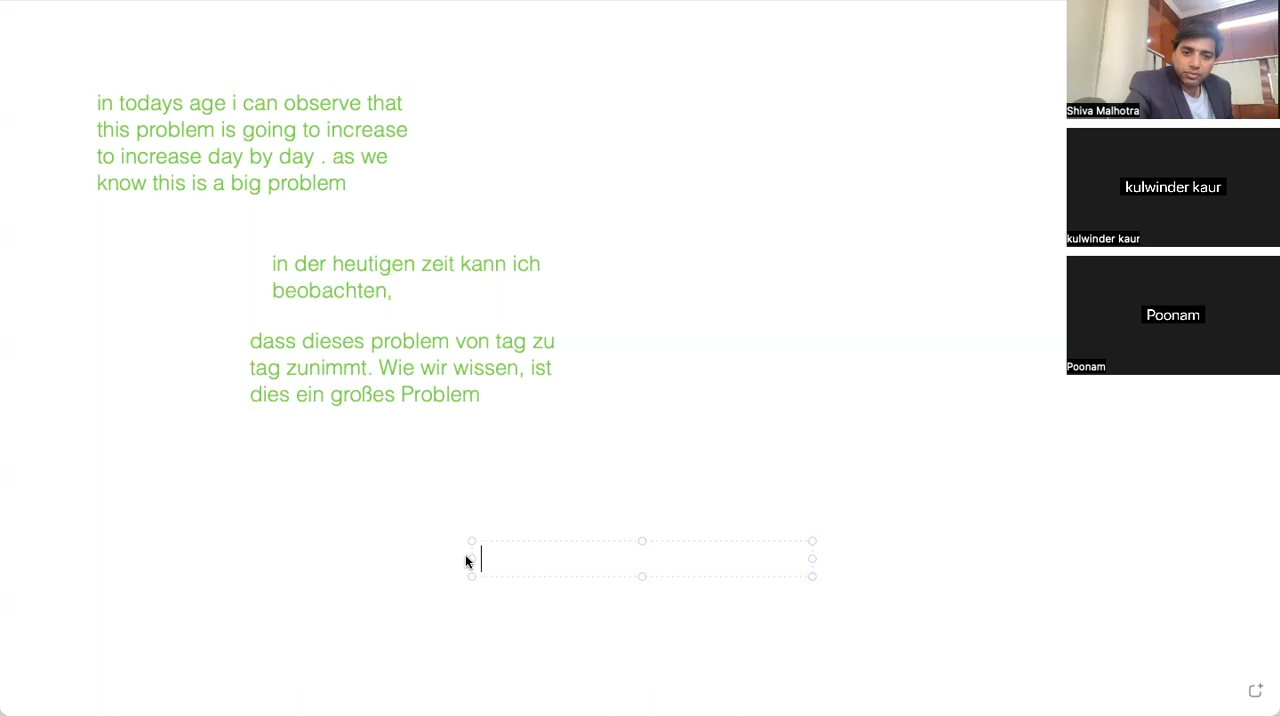 in todays age i can observe that
this problem is going to increase
to increase day by day . as we
know this is a big problem
in der heutigen zeit kann ich
beobachten,
dass dieses problem von tag zu
tag zunimmt. Wie wir wissen, ist
dies ein großes Problem
Shiva Malhotra
kulwinder kaur
kulwinder kaur
Poonam
Poonam